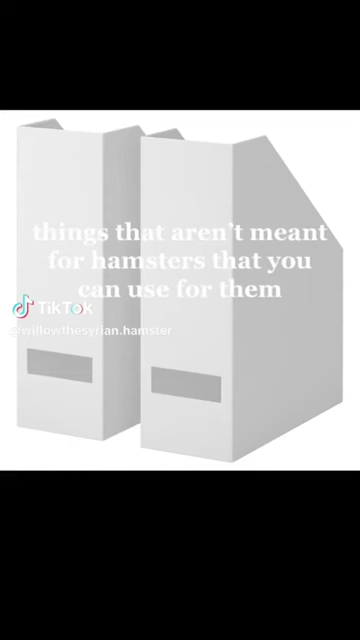 things that aren't meant
for hamsters that you
can use for them
TikTok
@willowthesyrian.hamster